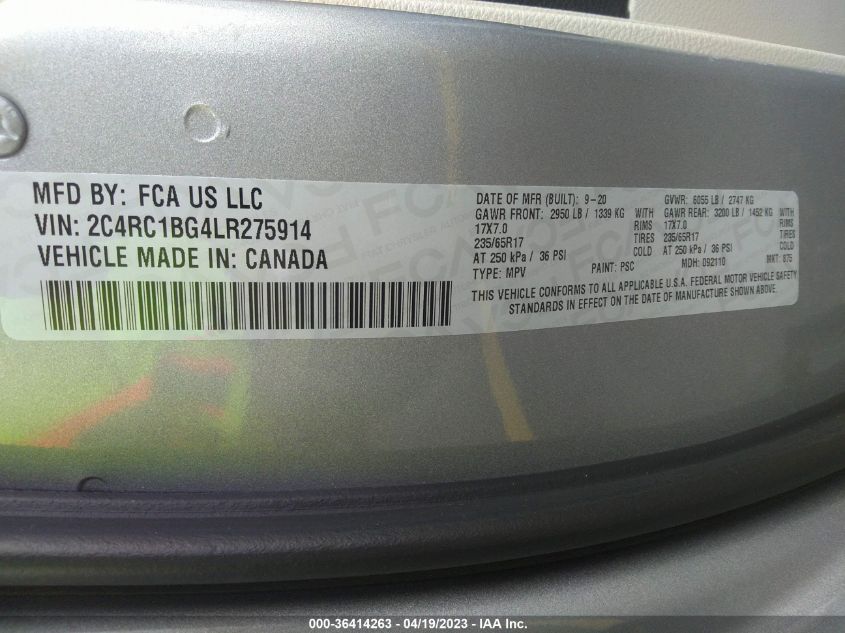 MFD BY: FCA US LLC
VIN: 2C4RC1BG4LR275914
VEHICLE MADE IN: CANADA
DATE OF MFR (BUILT): 9-20 GVWR: 6055 LB / 2747 KG
GAWR FRONT: 2950 LB / 1339 KG WITH GAWR REAR: 3200 LB / 1452 KG WITH
17X7.0 RIMS 17X7.0 RIMS
235/65R17 TIRES 235/65R17 TIRES
AT 250 kPa / 36 PSI COLD AT 250 kPa / 36 PSI COLD
TYPE: MPV PAINT: PSC MDH: 092110 MKT: 875
THIS VEHICLE CONFORMS TO ALL APPLICABLE U.S.A. FEDERAL MOTOR VEHICLE SAFETY
STANDARDS IN EFFECT ON THE DATE OF MANUFACTURE SHOWN ABOVE.
000-36414263 - 04/19/2023 - IAA Inc.